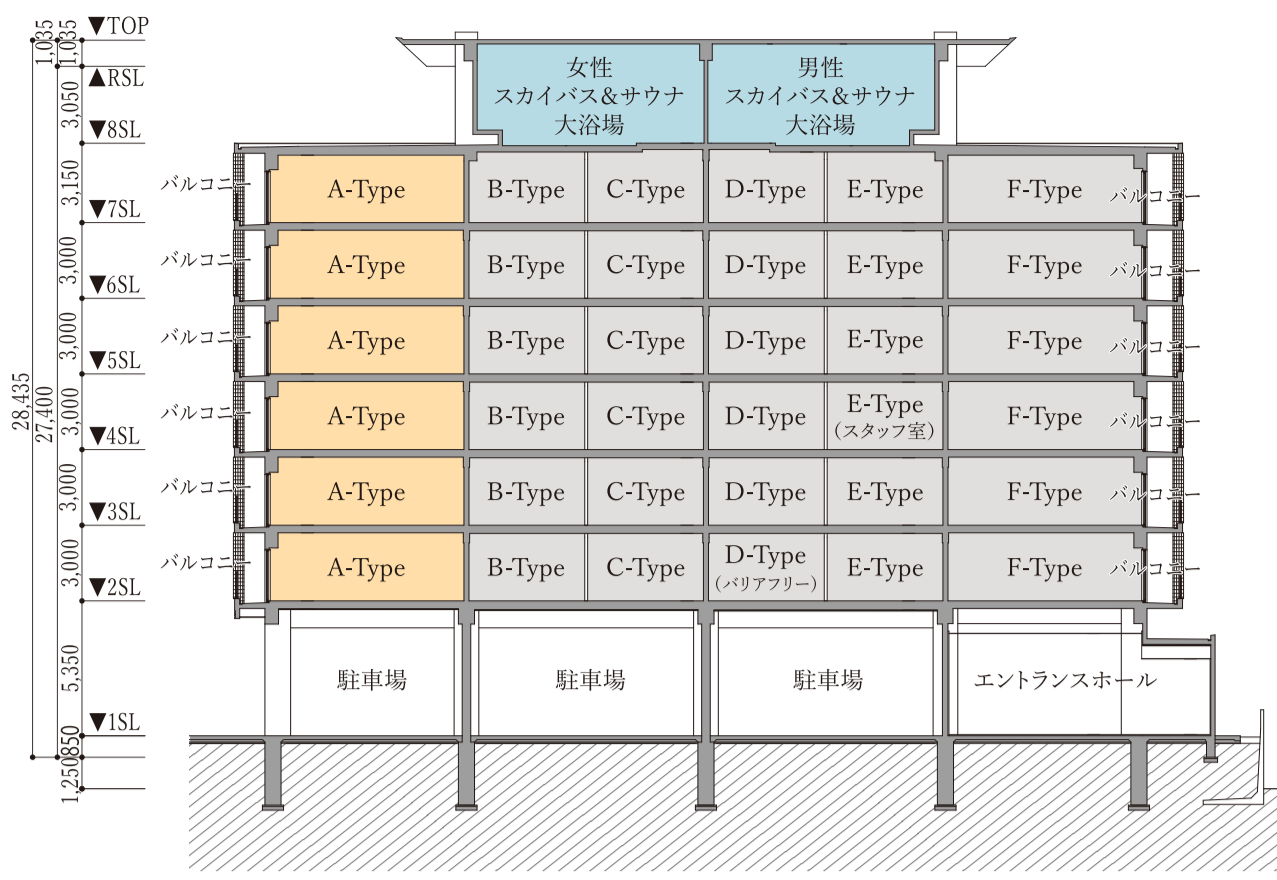 ▼TOP
1,035
1,035
▲RSL
3,050
▼8SL
女性
スカイバス&サウナ
大浴場
男性
スカイバス&サウナ
大浴場
3,150
バルコニー
A-Type
B-Type
C-Type
D-Type
E-Type
F-Type
バルコニー
▼7SL
3,000
バルコニー
A-Type
B-Type
C-Type
D-Type
E-Type
F-Type
バルコニー
▼6SL
3,000
バルコニー
A-Type
B-Type
C-Type
D-Type
E-Type
F-Type
バルコニー
▼5SL
28,435
27,400
3,000
バルコニー
A-Type
B-Type
C-Type
D-Type
E-Type
(スタッフ室)
F-Type
バルコニー
▼4SL
3,000
バルコニー
A-Type
B-Type
C-Type
D-Type
E-Type
F-Type
バルコニー
▼3SL
3,000
バルコニー
A-Type
B-Type
C-Type
D-Type
(バリアフリー)
E-Type
F-Type
バルコニー
▼2SL
5,350
駐車場
駐車場
駐車場
エントランスホール
▼1SL
850
1,250